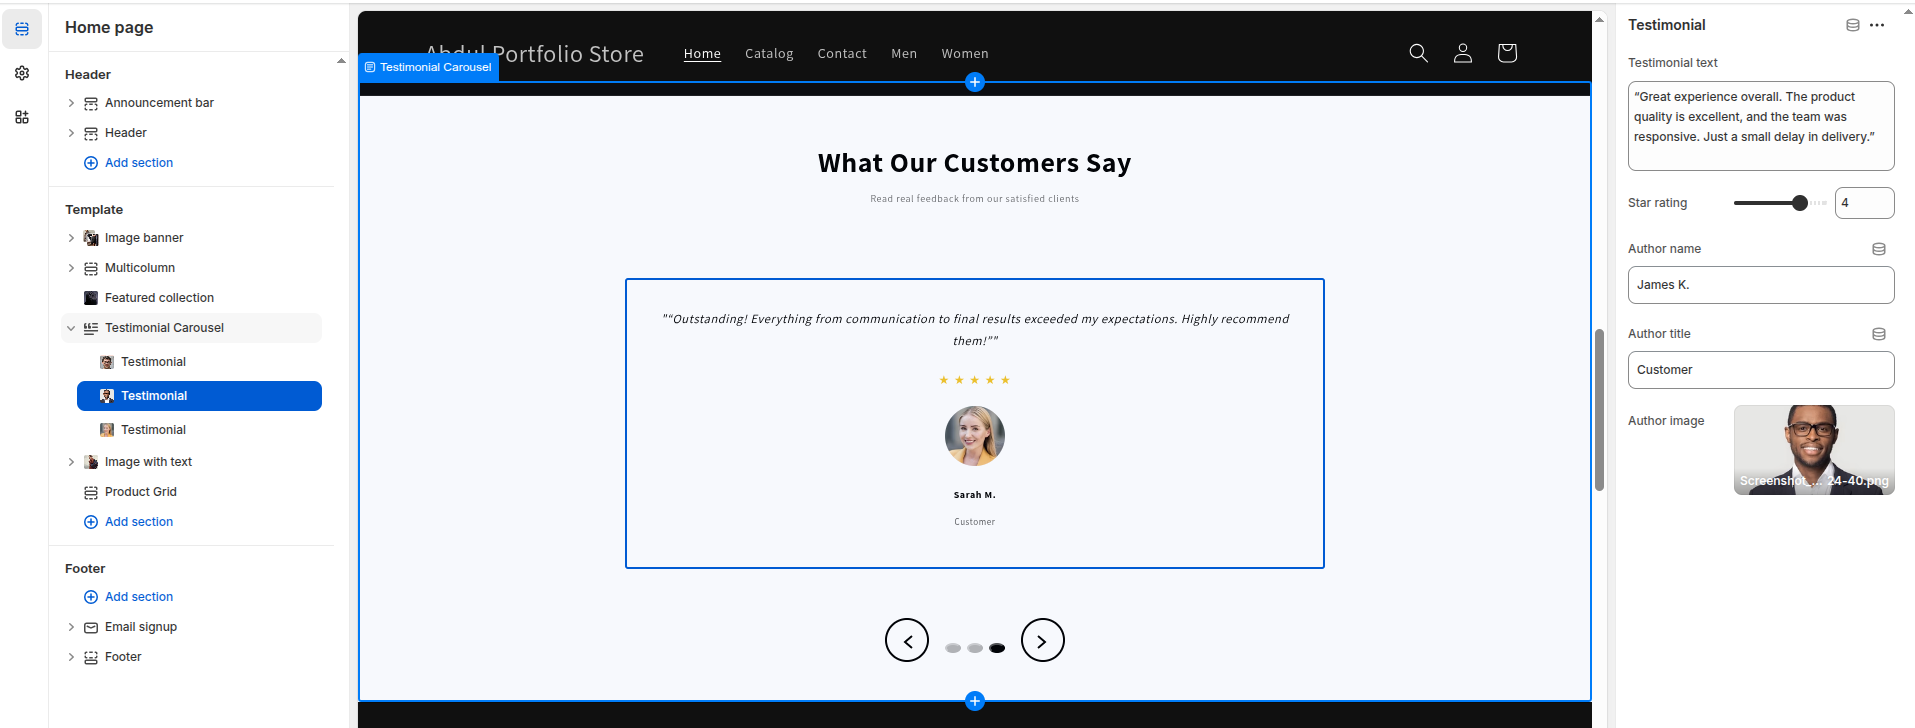 Home page
Header
Announcement bar
Header
Add section
Template
Image banner
Multicolumn
Featured collection
Testimonial Carousel
Testimonial
Testimonial
Testimonial
Image with text
Product Grid
Add section
Footer
Add section
Email signup
Footer
Abdul Portfolio Store
Home
Catalog
Contact
Men
Women
Testimonial Carousel
What Our Customers Say
Read real feedback from our satisfied clients
"“Outstanding! Everything from communication to final results exceeded my expectations. Highly recommend
them!”"
Sarah M.
Customer
Testimonial
Testimonial text
“Great experience overall. The product
quality is excellent, and the team was
responsive. Just a small delay in delivery.”
Star rating
4
Author name
James K.
Author title
Customer
Author image
Screenshot_... 24-40.png